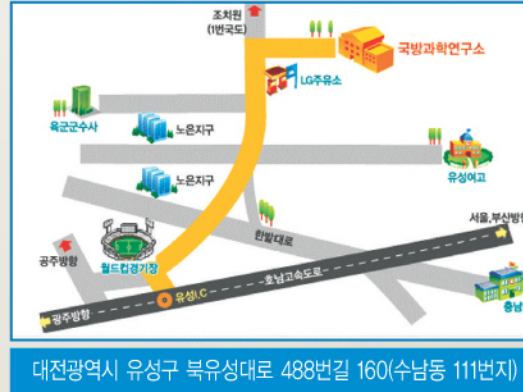 조치원
(1번국도)
국방과학연구소
LG주유소
육군군수사
노은지구
유성여고
노은지구
서울,부산방
한밭대로
공주방향
월드컵경기장
호남고속도로
유성I.C
충남
광주방향
대전광역시 유성구 북유성대로 488번길 160(수남동 111번지)